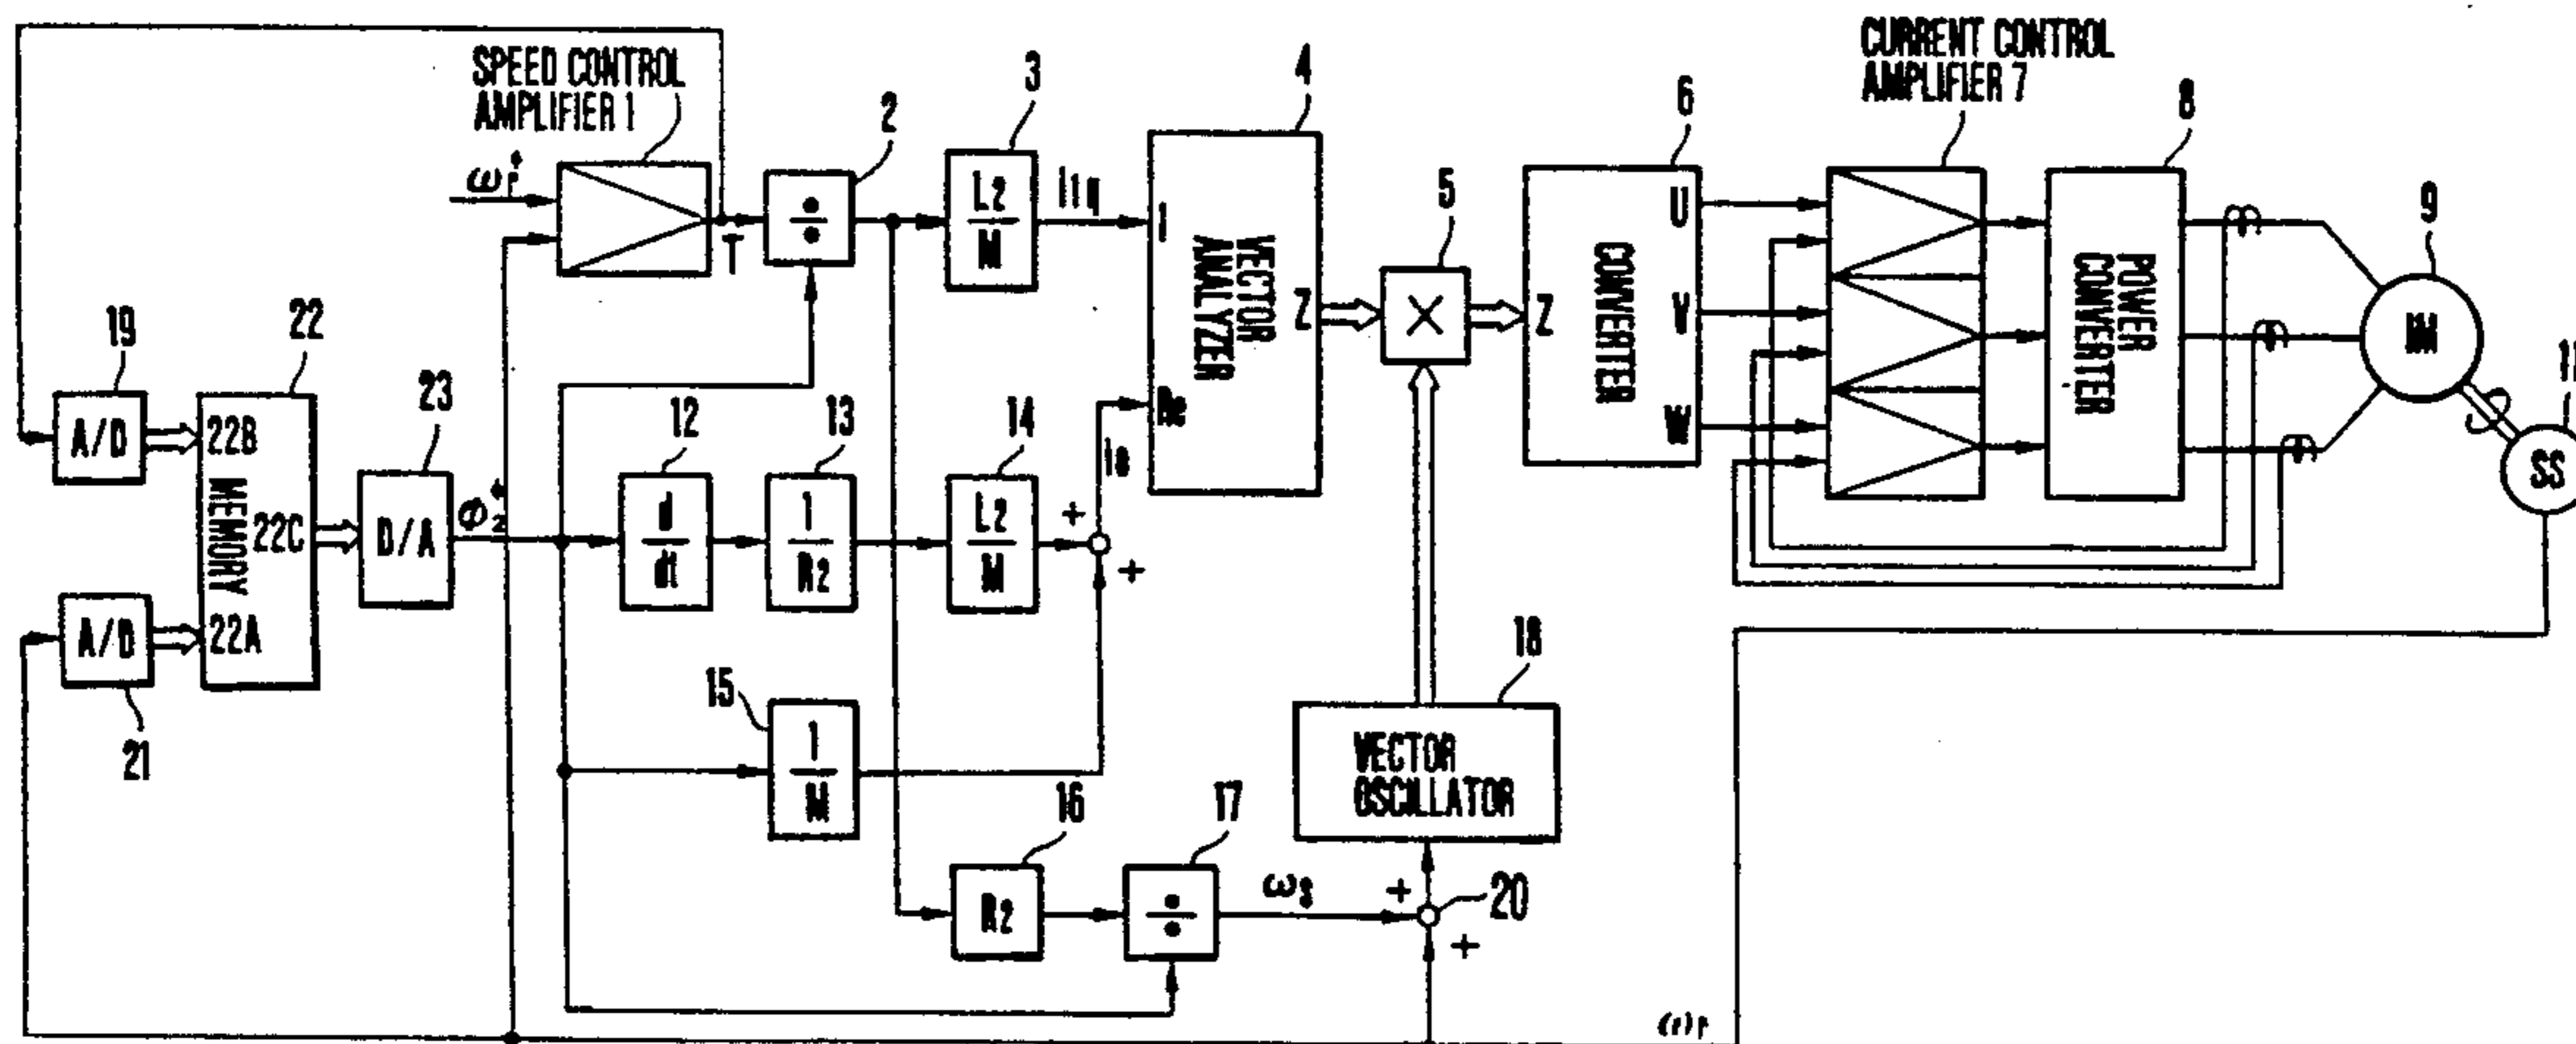 SPEED CONTROL
AMPLIFIER 1
CURRENT CONTROL
AMPLIFIER 7
2
3
4
5
6
8
9
ωr*
T
÷
L2
M
i1q
I
VECTOR
ANALYZER
Z
Re
×
Z
CONVERTER
U
V
W
POWER
CONVERTER
IM
SS
19
A/D
22
22B
MEMORY
22C
22A
23
D/A
Φ2*
A/D
21
12
d
dt
13
1
R2
14
L2
M
+
+
15
1
M
16
R2
17
÷
ωs
+
20
+
18
VECTOR
OSCILLATOR
ωr